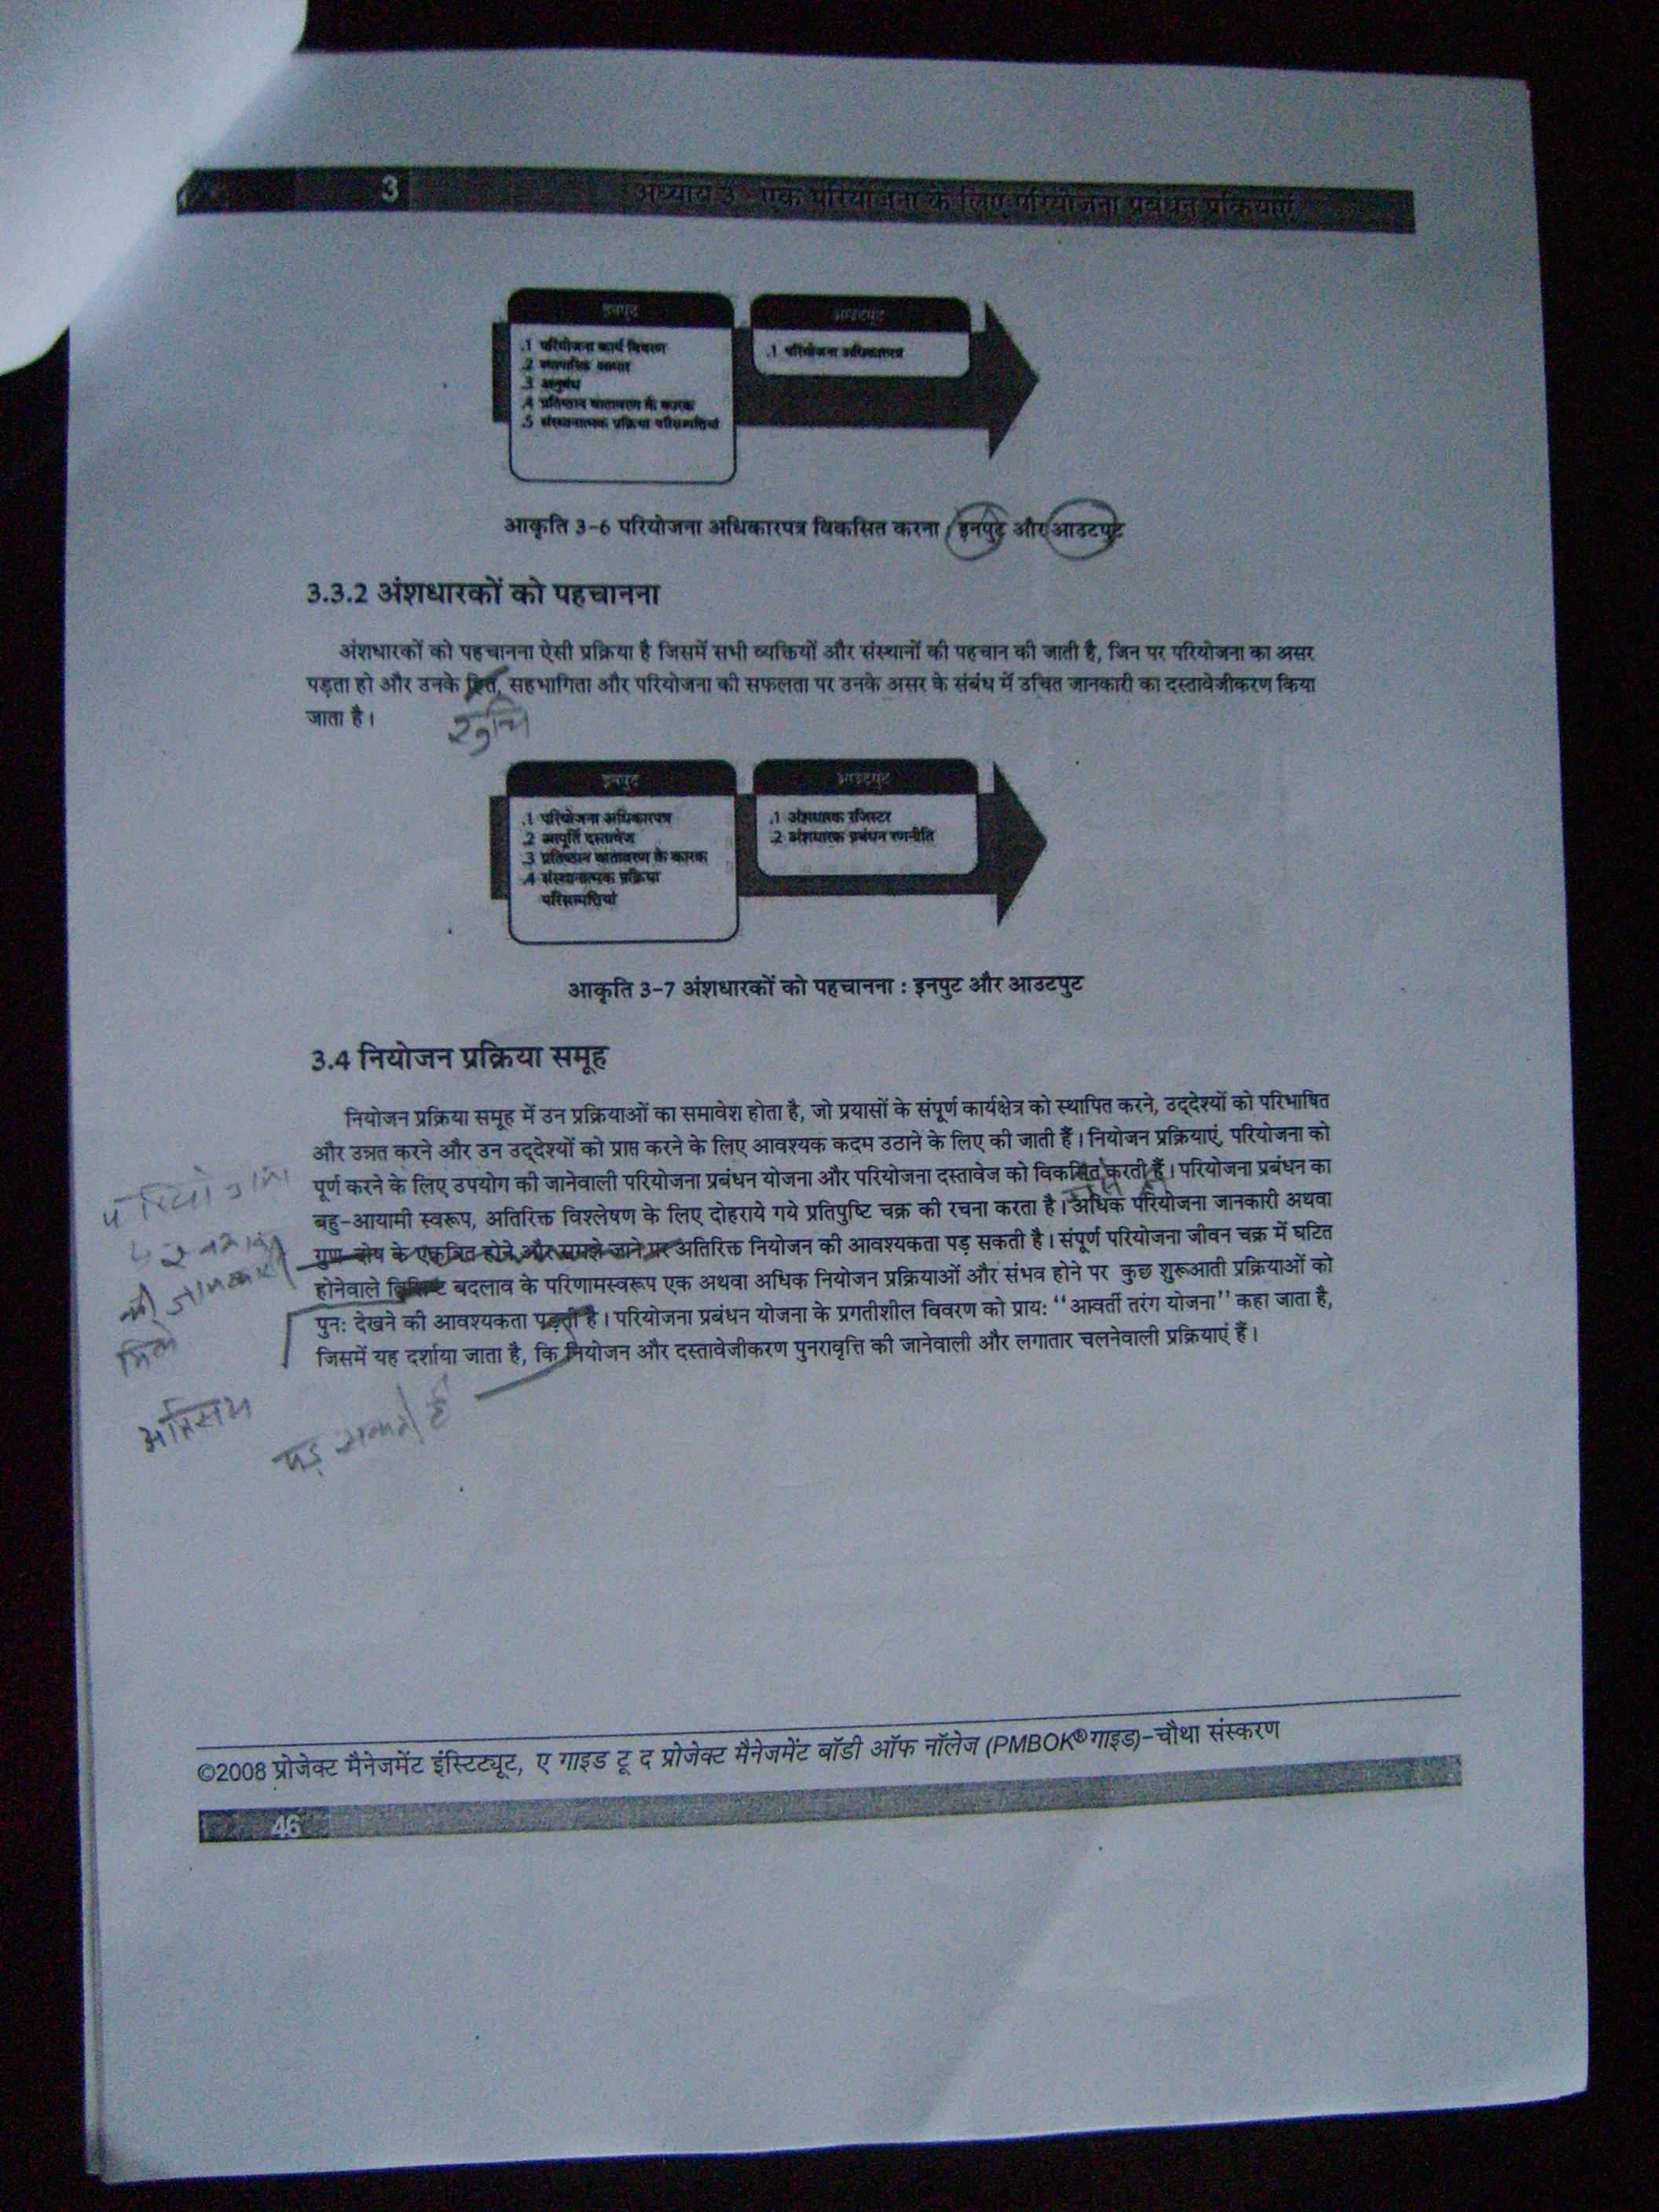 3
अध्याय 3 - एक परियोजना के लिए परियोजना प्रबंधन प्रक्रियाएं
इनपुट
.1 परियोजना कार्य विवरण
.2 व्यापारिक
.3 अनुबंध
.4 प्रतिष्ठान वातावरण के कारक
.5 संस्थानात्मक प्रक्रिया परिसम्पत्तियां
आउटपुट
.1 परियोजना अधिकारपत्र
आकृति 3-6 परियोजना अधिकारपत्र विकसित करना इनपुट और आउटपुट
3.3.2 अंशधारकों को पहचानना
अंशधारकों को पहचानना ऐसी प्रक्रिया है जिसमें सभी व्यक्तियों और संस्थानों की पहचान की जाती है, जिन पर परियोजना का असर
पड़ता हो और उनके हित, सहभागिता और परियोजना की सफलता पर उनके असर के संबंध में उचित जानकारी का दस्तावेजीकरण किया
जाता है।
इनपुट
.1 परियोजना अधिकारपत्र
.2 आपूर्ति दस्तावेज
.3 प्रतिष्ठान वातावरण के कारक
.4 संस्थानात्मक प्रक्रिया
परिसम्पत्तियां
आउटपुट
.1 अंशधारक रजिस्टर
.2 अंशधारक प्रबंधन रणनीति
आकृति 3-7 अंशधारकों को पहचानना : इनपुट और आउटपुट
3.4 नियोजन प्रक्रिया समूह
नियोजन प्रक्रिया समूह में उन प्रक्रियाओं का समावेश होता है, जो प्रयासों के संपूर्ण कार्यक्षेत्र को स्थापित करने, उद्देश्यों को परिभाषित
और उन्नत करने और उन उद्देश्यों को प्राप्त करने के लिए आवश्यक कदम उठाने के लिए की जाती हैं। नियोजन प्रक्रियाएं, परियोजना को
पूर्ण करने के लिए उपयोग की जानेवाली परियोजना प्रबंधन योजना और परियोजना दस्तावेज को विकसित करती हैं। परियोजना प्रबंधन का
बहु-आयामी स्वरूप, अतिरिक्त विश्लेषण के लिए दोहराये गये प्रतिपुष्टि चक्र की रचना करता है। अधिक परियोजना जानकारी अथवा
गुण-दोष के एकत्रित होने और समझे जाने पर अतिरिक्त नियोजन की आवश्यकता पड़ सकती है। संपूर्ण परियोजना जीवन चक्र में घटित
होनेवाले विशिष्ट बदलाव के परिणामस्वरूप एक अथवा अधिक नियोजन प्रक्रियाओं और संभव होने पर कुछ शुरूआती प्रक्रियाओं को
पुनः देखने की आवश्यकता पड़ती है। परियोजना प्रबंधन योजना के प्रगतीशील विवरण को प्रायः ‘‘आवर्ती तरंग योजना’’ कहा जाता है,
जिसमें यह दर्शाया जाता है, कि नियोजन और दस्तावेजीकरण पुनरावृत्ति की जानेवाली और लगातार चलनेवाली प्रक्रियाएं हैं।
की जानकारी
पड़ सकती है
©2008 प्रोजेक्ट मैनेजमेंट इंस्टिट्यूट, ए गाइड टू द प्रोजेक्ट मैनेजमेंट बॉडी ऑफ नॉलेज (PMBOK®गाइड)-चौथा संस्करण
46